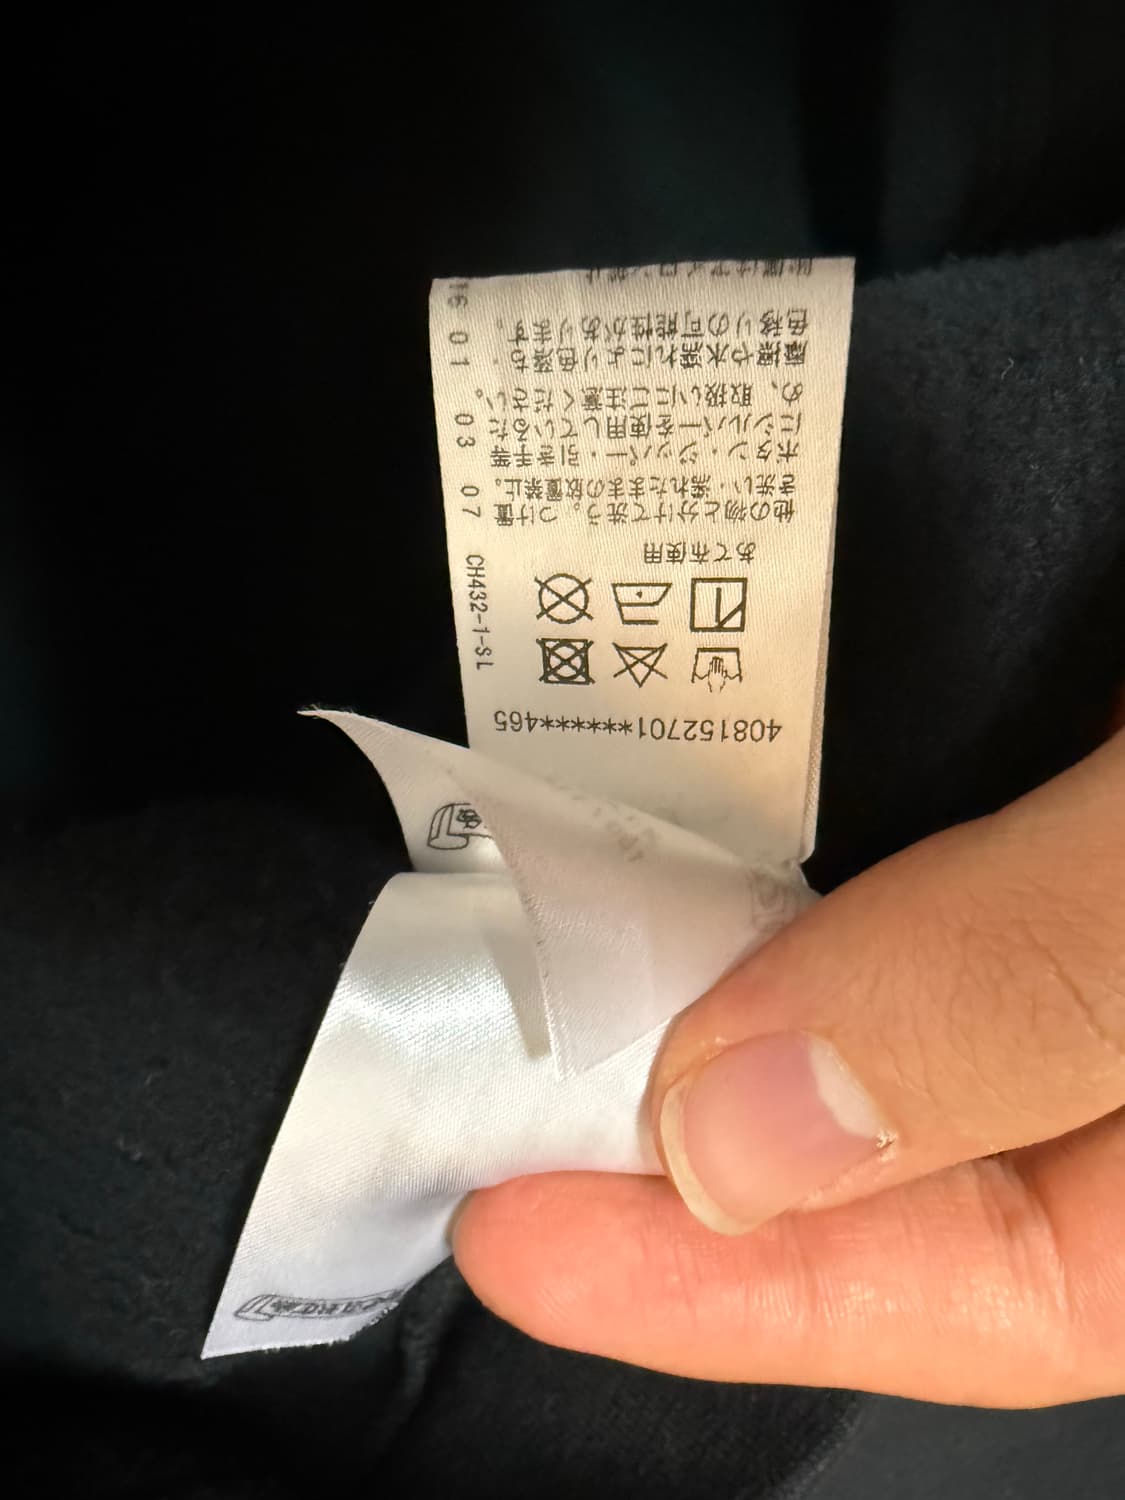 408152701******465
あて布使用
他の物と分けて洗う。つけ置
き洗い・濡れたままの放置禁止。
ボタン・ジッパー・引き手等
にシルバーを使用しているた
め、取扱いにご注意ください。
摩擦や水濡れにより色落ち・
色移りの可能性があります。
CH432-1-SL
07
03
01